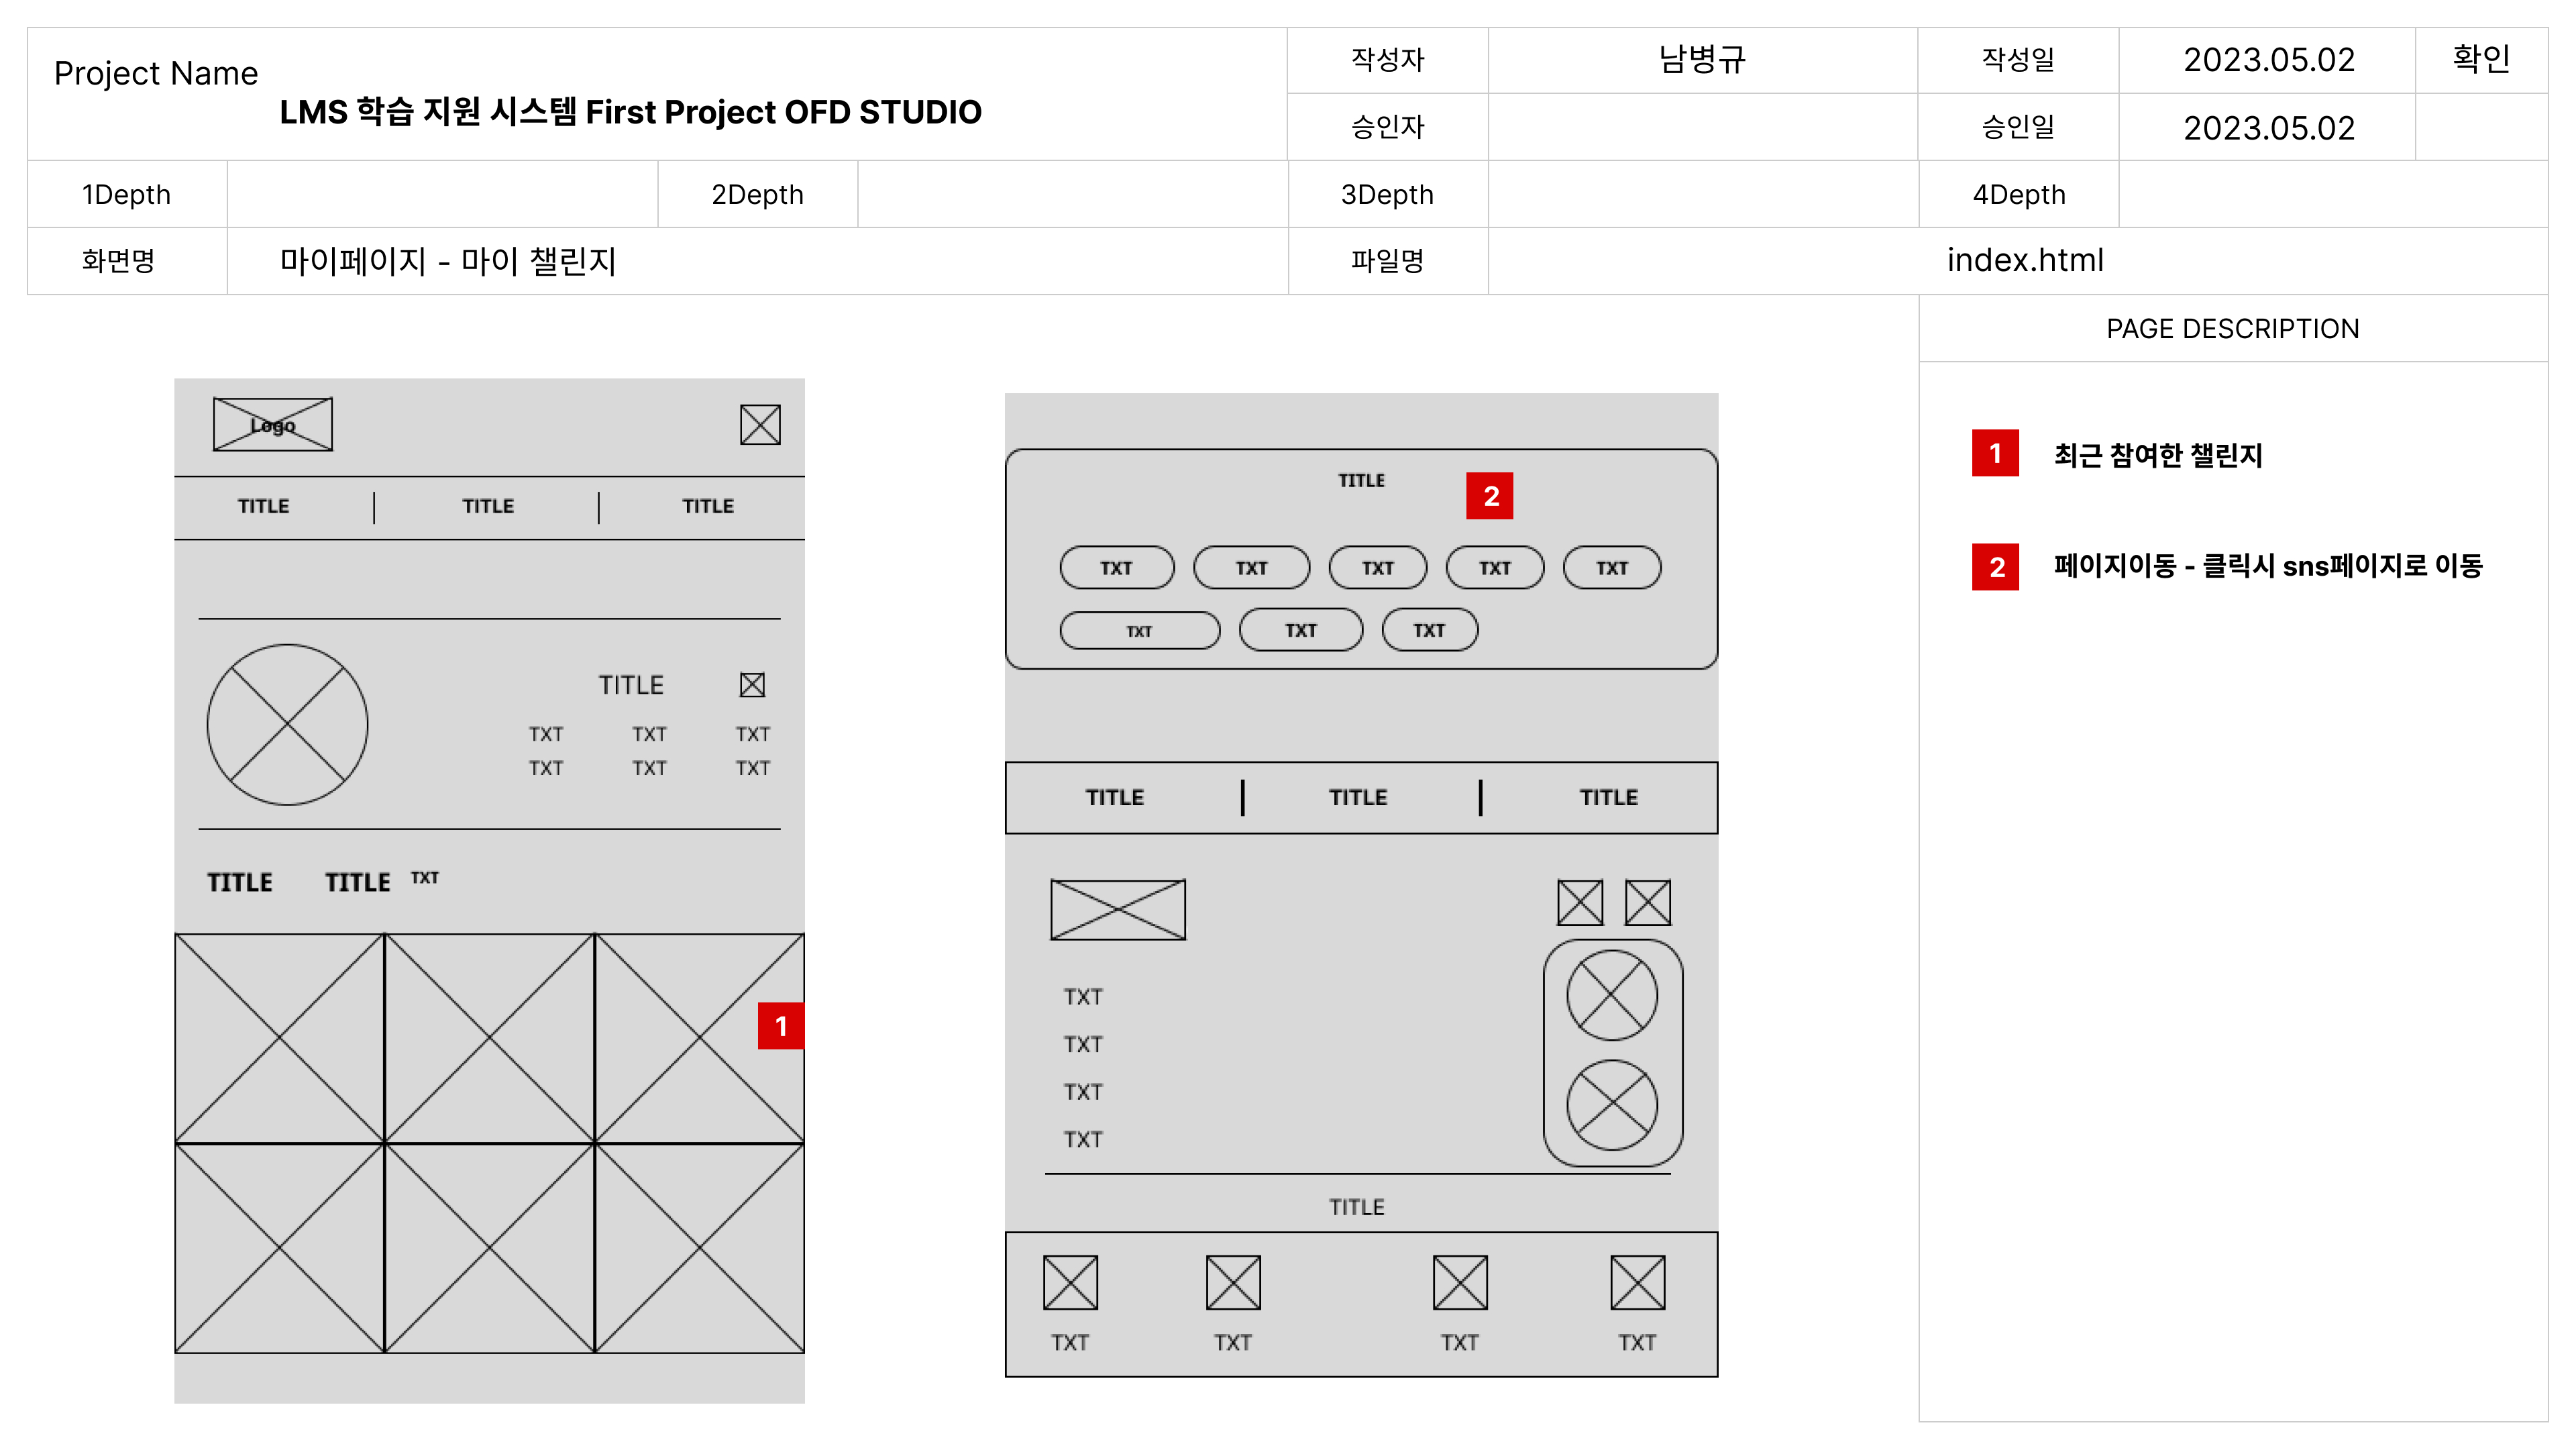 Project Name
LMS 학습 지원 시스템 First Project OFD STUDIO
작성자 남병규 작성일 2023.05.02 확인
승인자 승인일 2023.05.02
1Depth 2Depth 3Depth 4Depth
화면명 마이페이지 - 마이 챌린지 파일명 index.html
PAGE DESCRIPTION
1 최근 참여한 챌린지
2 페이지이동 - 클릭시 sns페이지로 이동
Logo
TITLE TITLE TITLE
TITLE
TXT TXT TXT
TXT TXT TXT
TITLE TITLE TXT
1
TITLE 2
TXT TXT TXT TXT TXT
TXT TXT TXT
TITLE TITLE TITLE
TXT
TXT
TXT
TXT
TITLE
TXT TXT TXT TXT